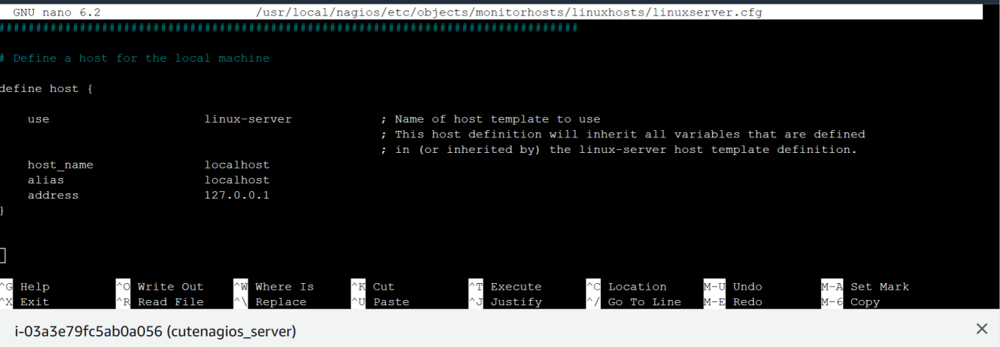 GNU nano 6.2 /usr/local/nagios/etc/objects/monitorhosts/linuxhosts/linuxserver.cfg
###############################################################################
# Define a host for the local machine
define host {
use linux-server ; Name of host template to use
; This host definition will inherit all variables that are defined
; in (or inherited by) the linux-server host template definition.
host_name localhost
alias localhost
address 127.0.0.1
}
^G Help ^O Write Out ^W Where Is ^K Cut ^T Execute ^C Location M-U Undo M-A Set Mark
^X Exit ^R Read File ^\ Replace ^U Paste ^J Justify ^/ Go To Line M-E Redo M-6 Copy
i-03a3e79fc5ab0a056 (cutenagios_server)